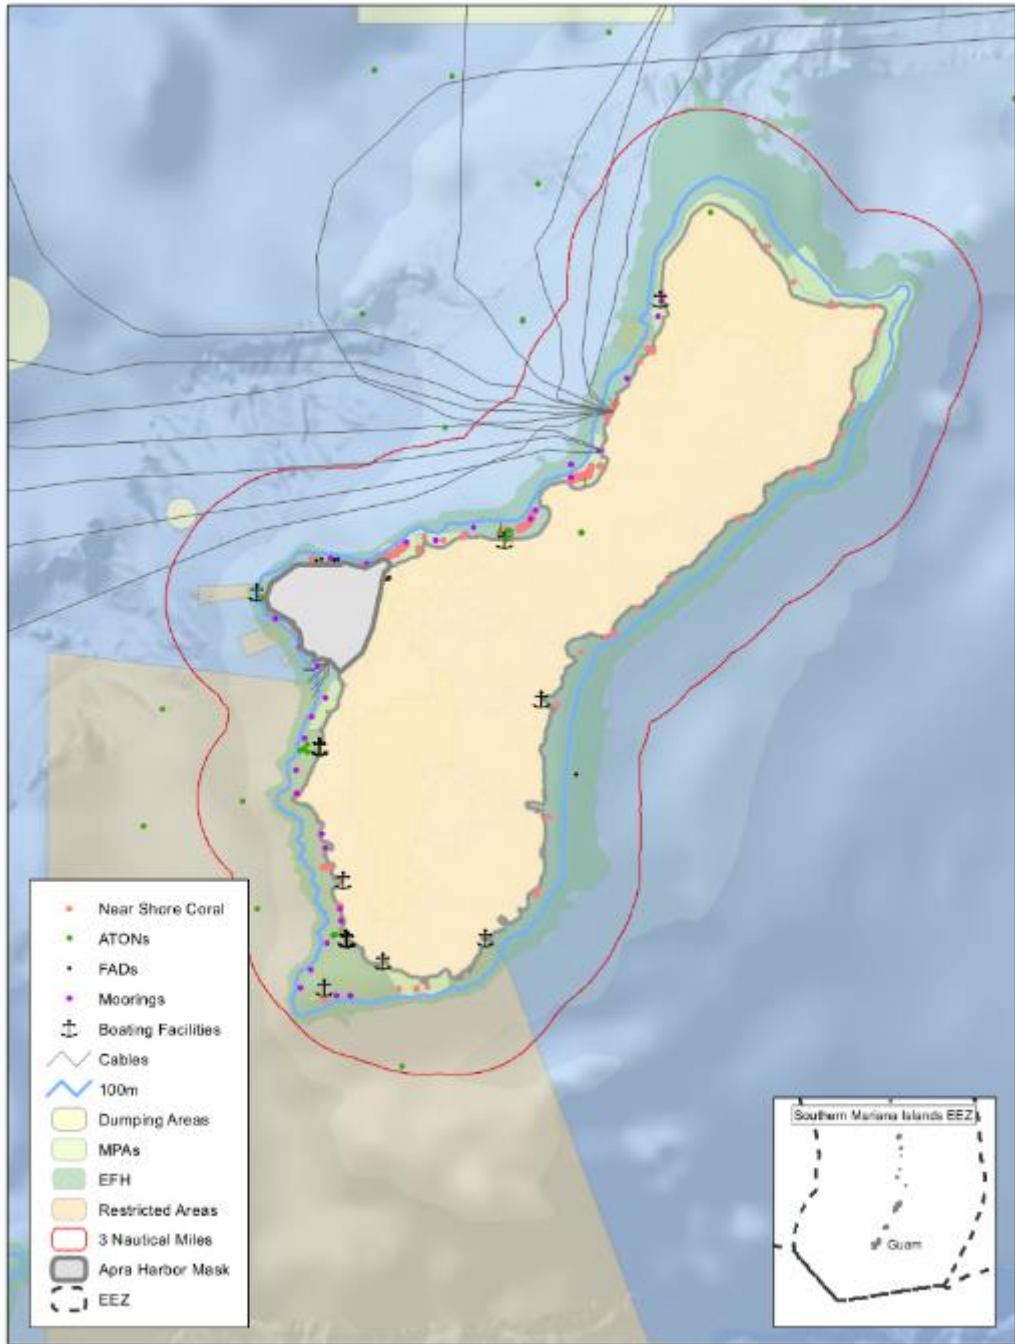 Near Shore Coral
ATONs
FADs
Moorings
Boating Facilities
Cables
100m
Dumping Areas
MPAs
EFH
Restricted Areas
3 Nautical Miles
Apra Harbor Mask
EEZ
Southern Mariana Islands EEZ
Guam